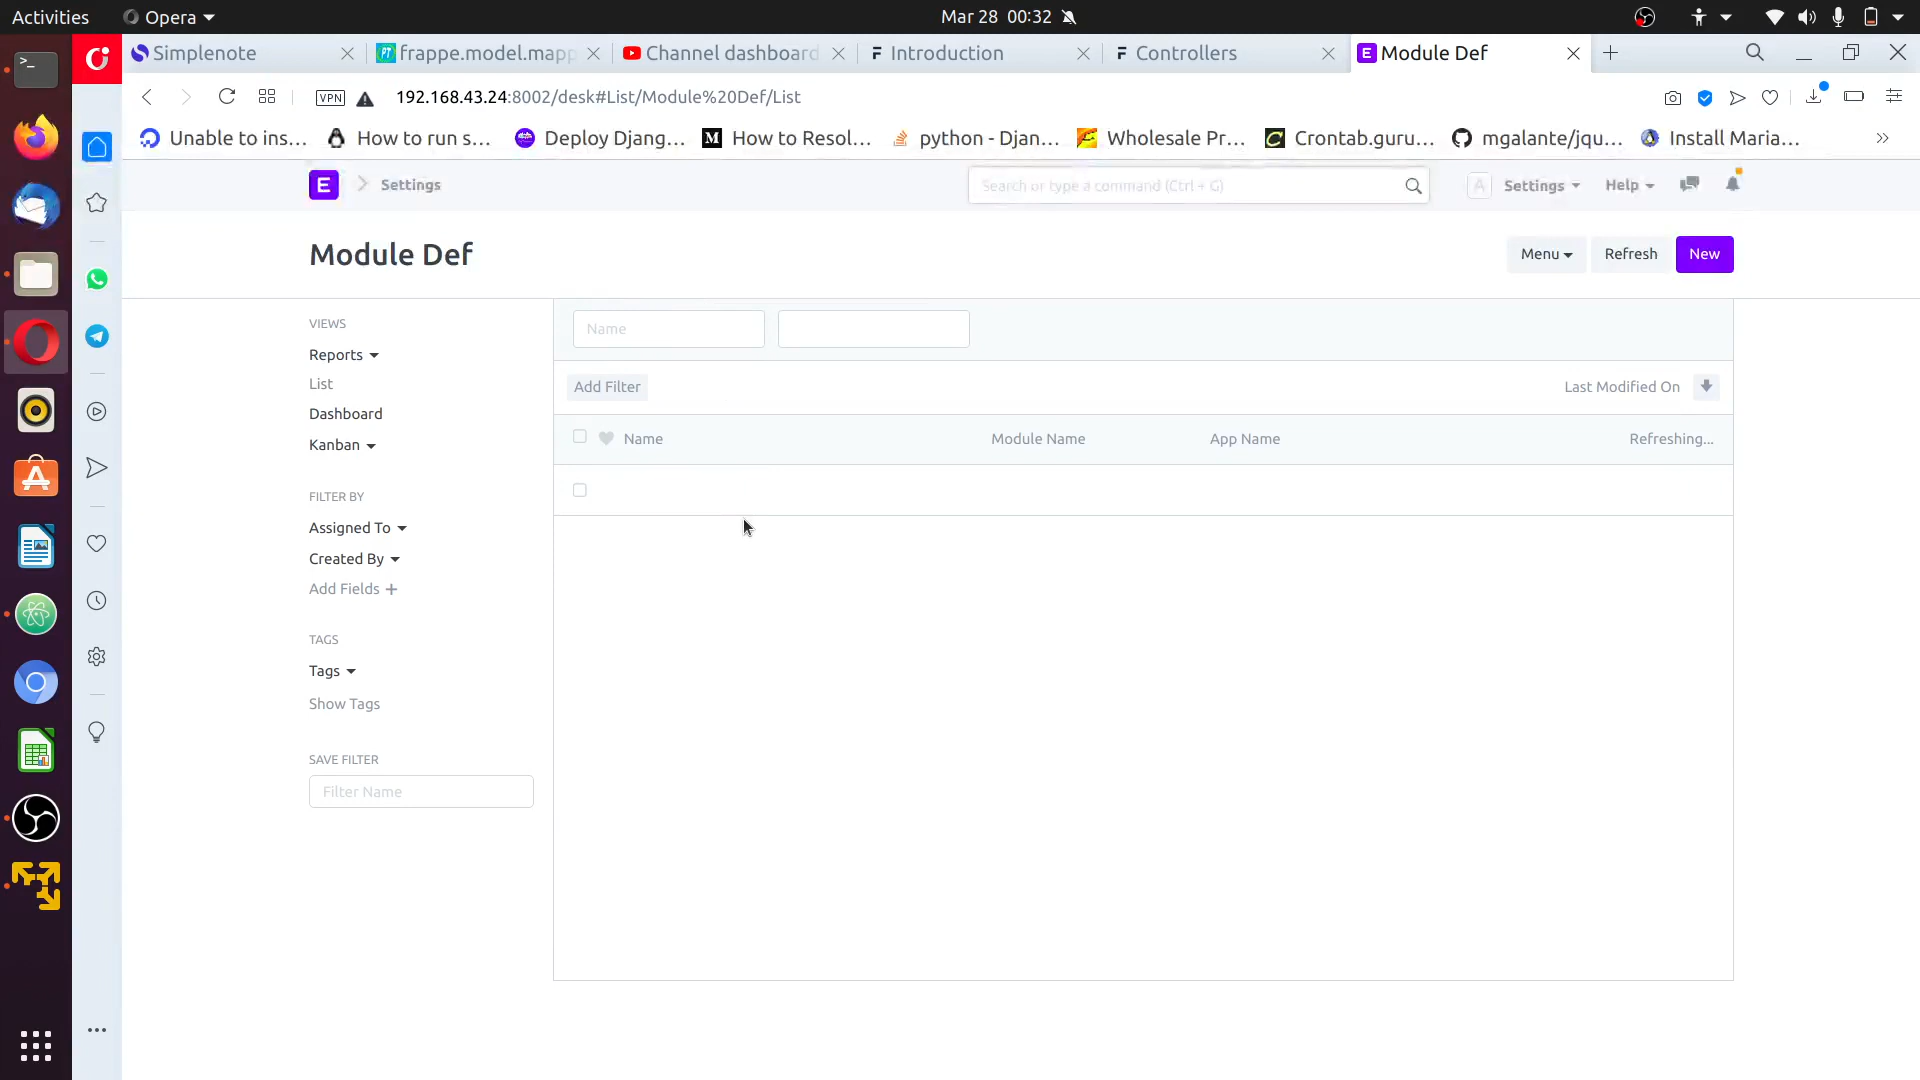 Activities
Opera
Mar 28 00:32
Simplenote
frappe.model.mapp
Channel dashboard
Introduction
Controllers
Module Def
VPN
192.168.43.24:8002/desk#List/Module%20Def/List
Unable to ins...
How to run s...
Deploy Djang...
How to Resol...
python - Djan...
Wholesale Pr...
Crontab.guru...
mgalante/jqu...
Install Maria...
E
Settings
Search or type a command (Ctrl + G)
A
Settings
Help
Module Def
Menu
Refresh
New
VIEWS
Reports
List
Dashboard
Kanban
FILTER BY
Assigned To
Created By
Add Fields
TAGS
Tags
Show Tags
SAVE FILTER
Filter Name
Name
Add Filter
Last Modified On
Name
Module Name
App Name
Refreshing...